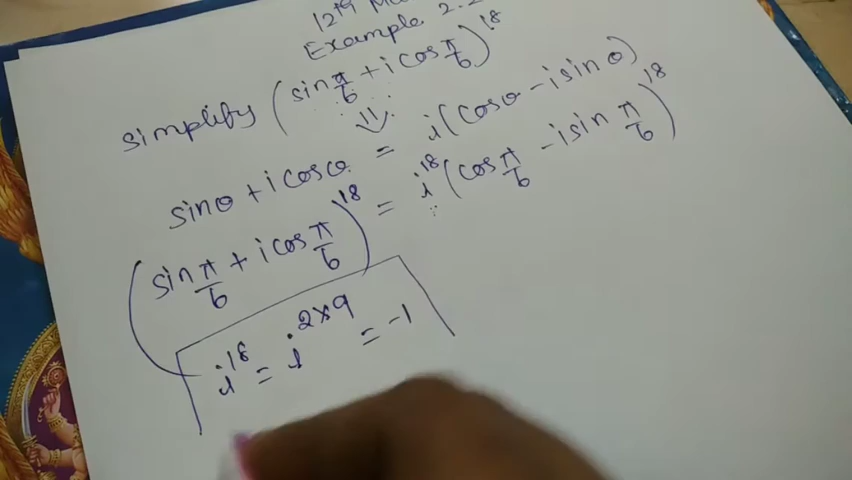 12th
Example 2.2
simplify (sin π/6 + i cos π/6)^18
sinθ + i cosθ = i(cosθ - i sinθ)
(sin π/6 + i cos π/6)^18 = i^18 (cos π/6 - i sin π/6)^18
i^18 = i^2×9 = -1